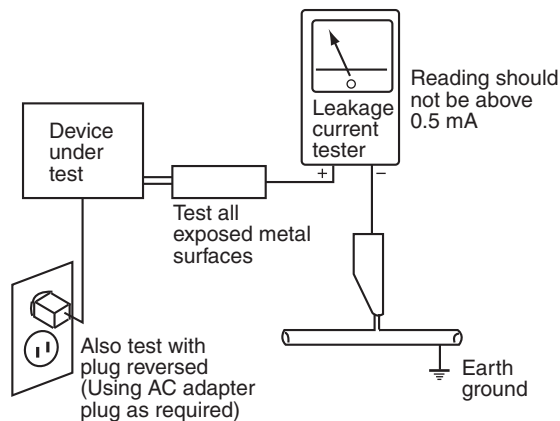 Device
under
test
Leakage
current
tester
Reading should
not be above
0.5 mA
+ −
Test all
exposed metal
surfaces
Also test with
plug reversed
(Using AC adapter
plug as required)
Earth
ground